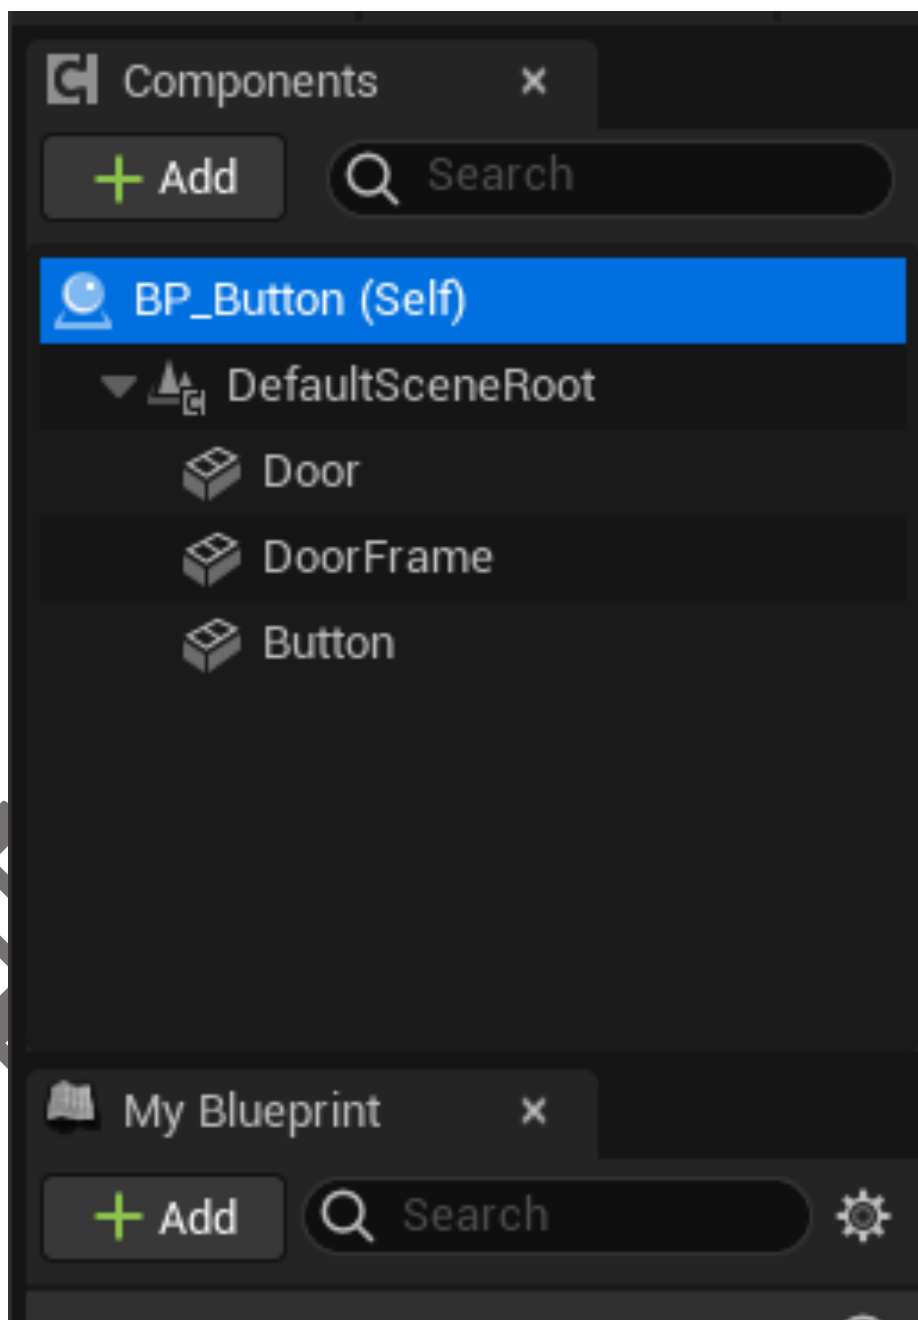 Components
Add
Search
BP_Button (Self)
DefaultSceneRoot
Door
DoorFrame
Button
My Blueprint
Add
Search